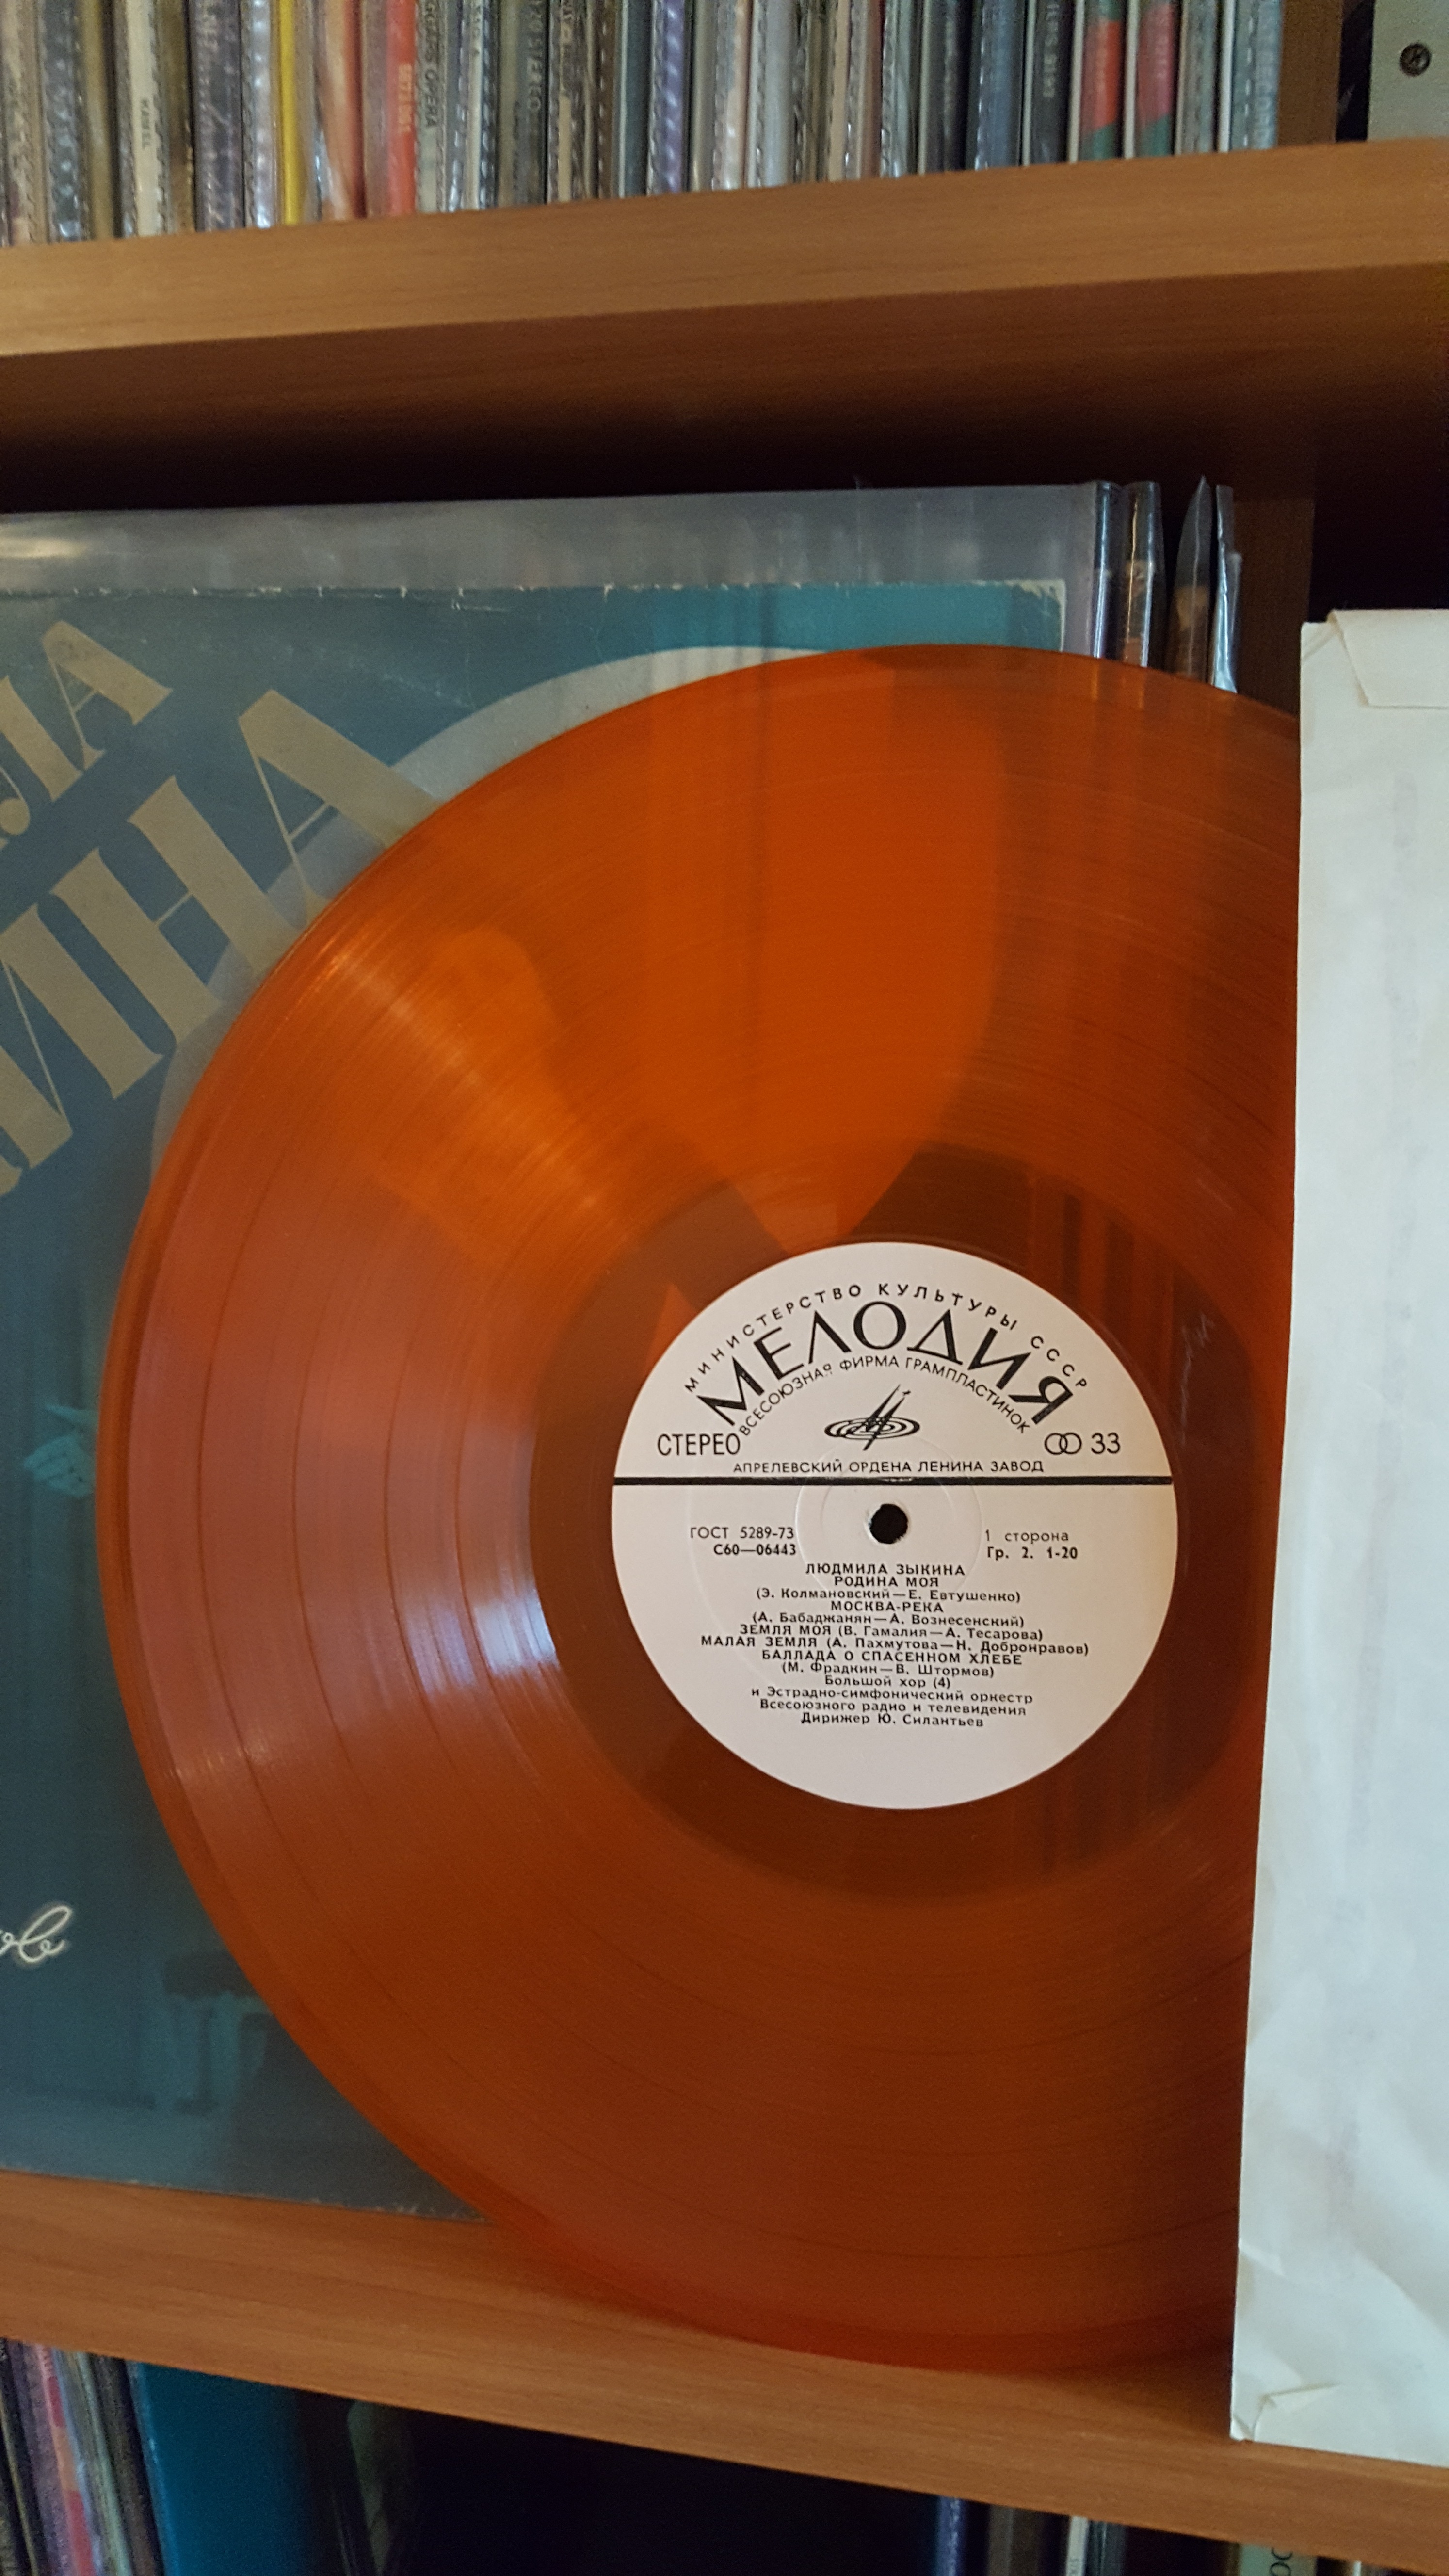 RAVEL
STEREO
ИНА
МИНИСТЕРСТВО КУЛЬТУРЫ СССР
МЕЛОДИЯ
ВСЕСОЮЗНАЯ ФИРМА ГРАМПЛАСТИНОК
СТЕРЕО
33
АПРЕЛЕВСКИЙ ОРДЕНА ЛЕНИНА ЗАВОД
ГОСТ 5289-73
1 сторона
С60—06443
Гр. 2. 1-20
ЛЮДМИЛА ЗЫКИНА
РОДИНА МОЯ
(Э. Колмановский—Е. Евтушенко)
МОСКВА-РЕКА
(А. Бабаджанян—А. Вознесенский)
ЗЕМЛЯ МОЯ (В. Гамалия—А. Тесарова)
МАЛАЯ ЗЕМЛЯ (А. Пахмутова—Н. Добронравов)
БАЛЛАДА О СПАСЕННОМ ХЛЕБЕ
(М. Фрадкин—В. Штормов)
Большой хор (4)
и Эстрадно-симфонический оркестр
Всесоюзного радио и телевидения
Дирижер Ю. Силантьев